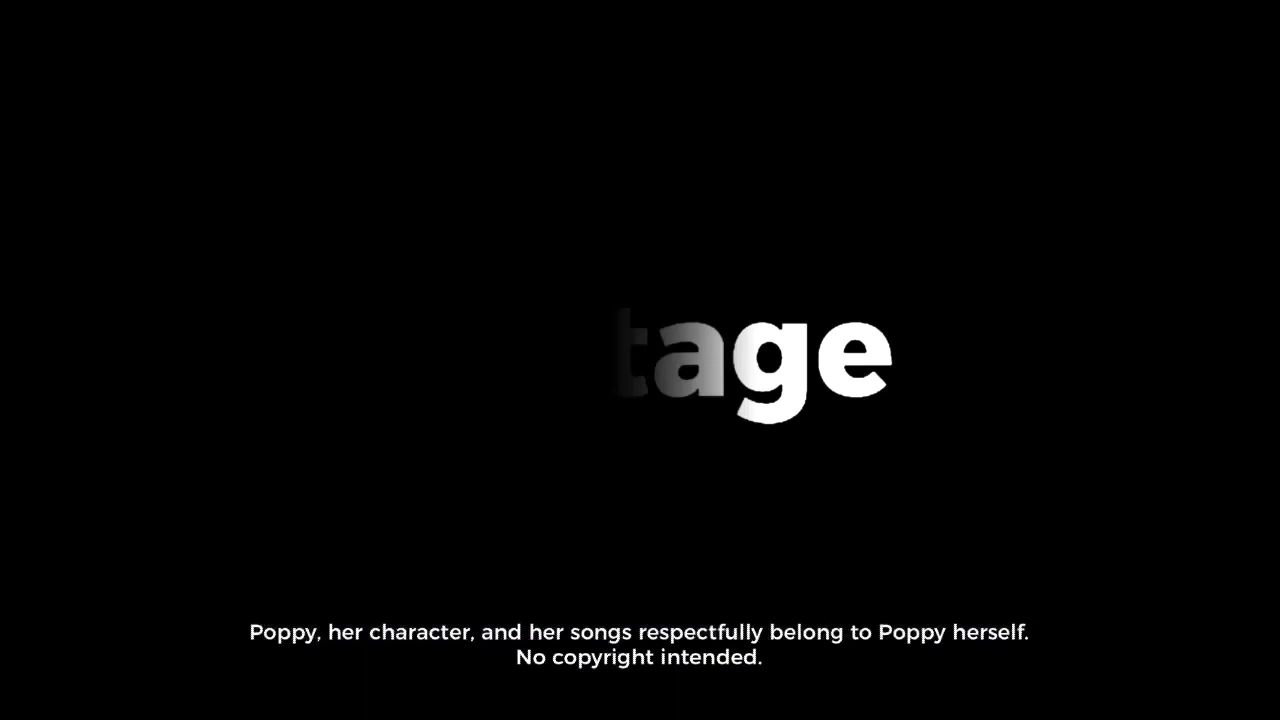 tage
Poppy, her character, and her songs respectfully belong to Poppy herself.
No copyright intended.